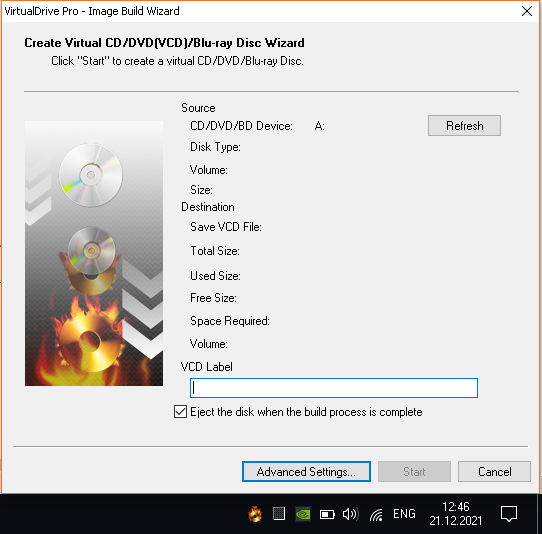 VirtualDrive Pro - Image Build Wizard
Create Virtual CD/DVD(VCD)/Blu-ray Disc Wizard
Click "Start" to create a virtual CD/DVD/Blu-ray Disc.
Source
CD/DVD/BD Device: A: Refresh
Disk Type:
Volume:
Size:
Destination
Save VCD File:
Total Size:
Used Size:
Free Size:
Space Required:
Volume:
VCD Label
Eject the disk when the build process is complete
Advanced Settings... Start Cancel
ENG 12:46
21.12.2021